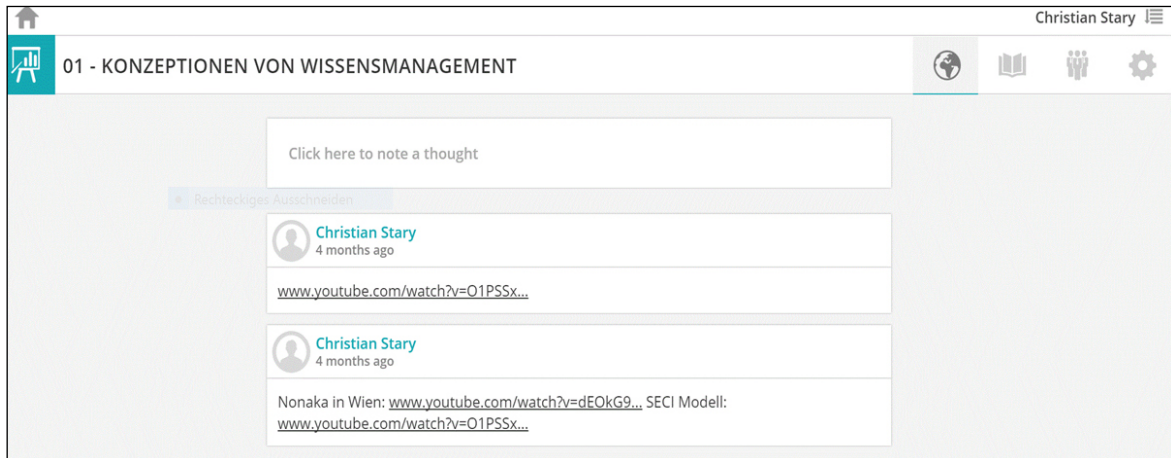 Christian Stary
01 - KONZEPTIONEN VON WISSENSMANAGEMENT
Click here to note a thought
Rechteckiges Ausschneiden
Christian Stary
4 months ago
www.youtube.com/watch?v=O1PSSx...
Christian Stary
4 months ago
Nonaka in Wien: www.youtube.com/watch?v=dEOkG9... SECI Modell:
www.youtube.com/watch?v=O1PSSx...